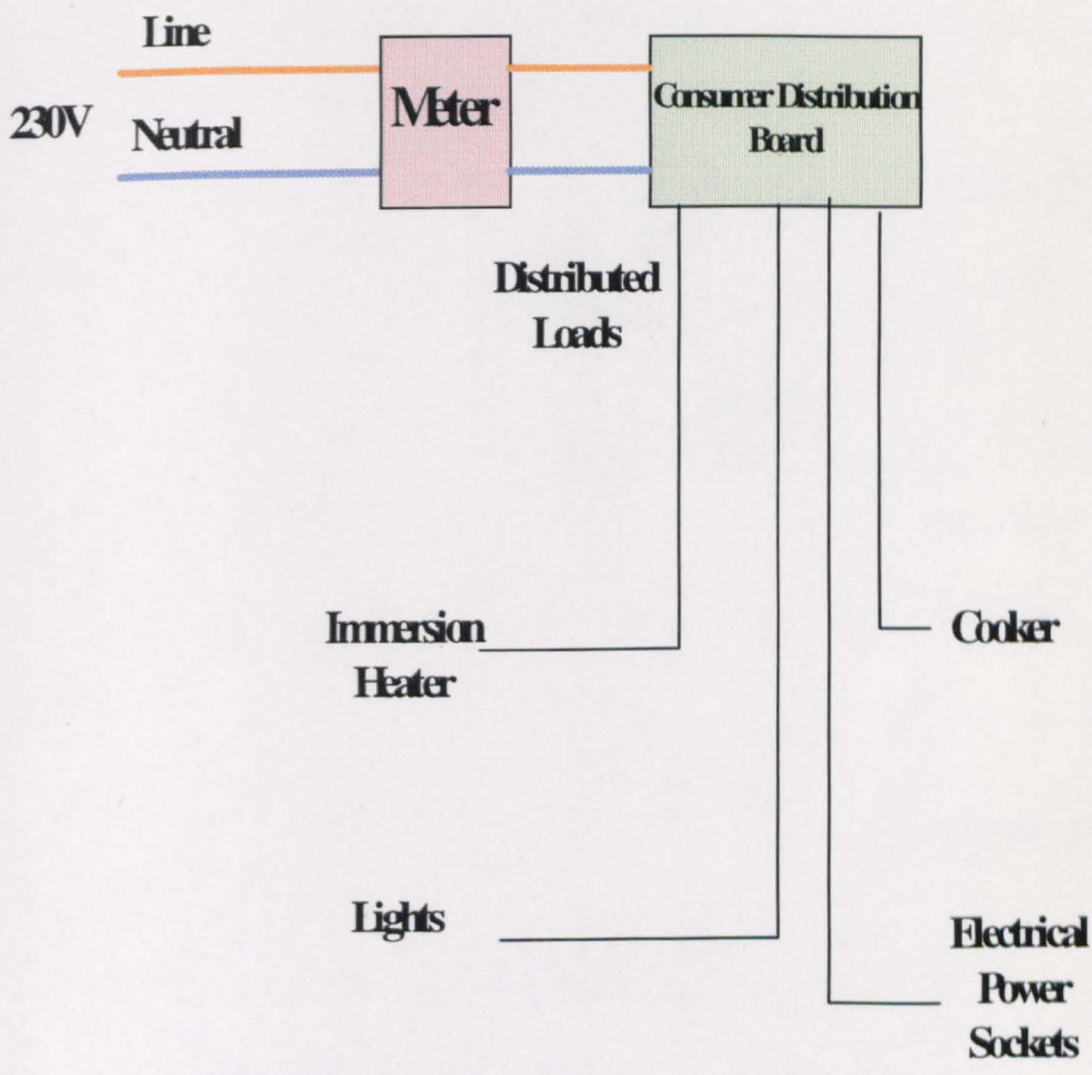 Line
230V
Neutral
Meter
Consumer Distribution
Board
Distributed
Loads
Immersion
Heater
Cooker
Lights
Electrical
Power
Sockets